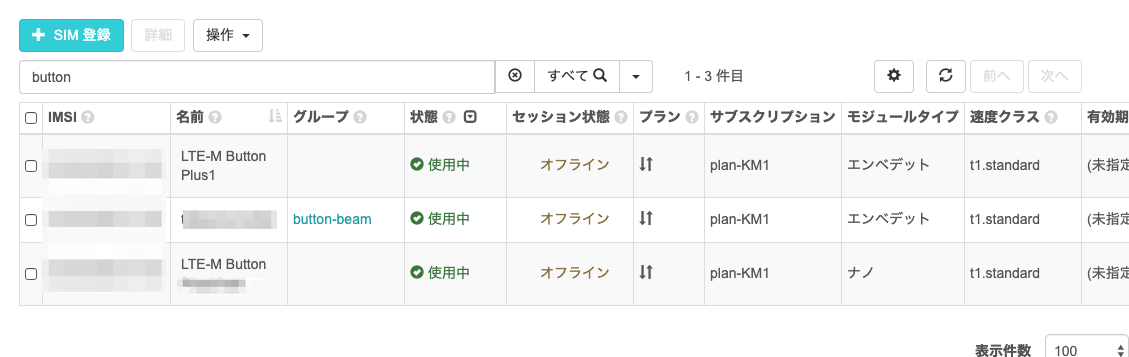 SIM 登録 詳細 操作
button すべて 1 - 3 件目 前へ 次へ
IMSI 名前 グループ 状態 セッション状態 プラン サブスクリプション モジュールタイプ 速度クラス 有効期
LTE-M Button
Plus1
使用中 オフライン plan-KM1 エンベデット t1.standard (未指定
button-beam 使用中 オフライン plan-KM1 エンベデット t1.standard (未指定
LTE-M Button
使用中 オフライン plan-KM1 ナノ t1.standard (未指定
表示件数 100